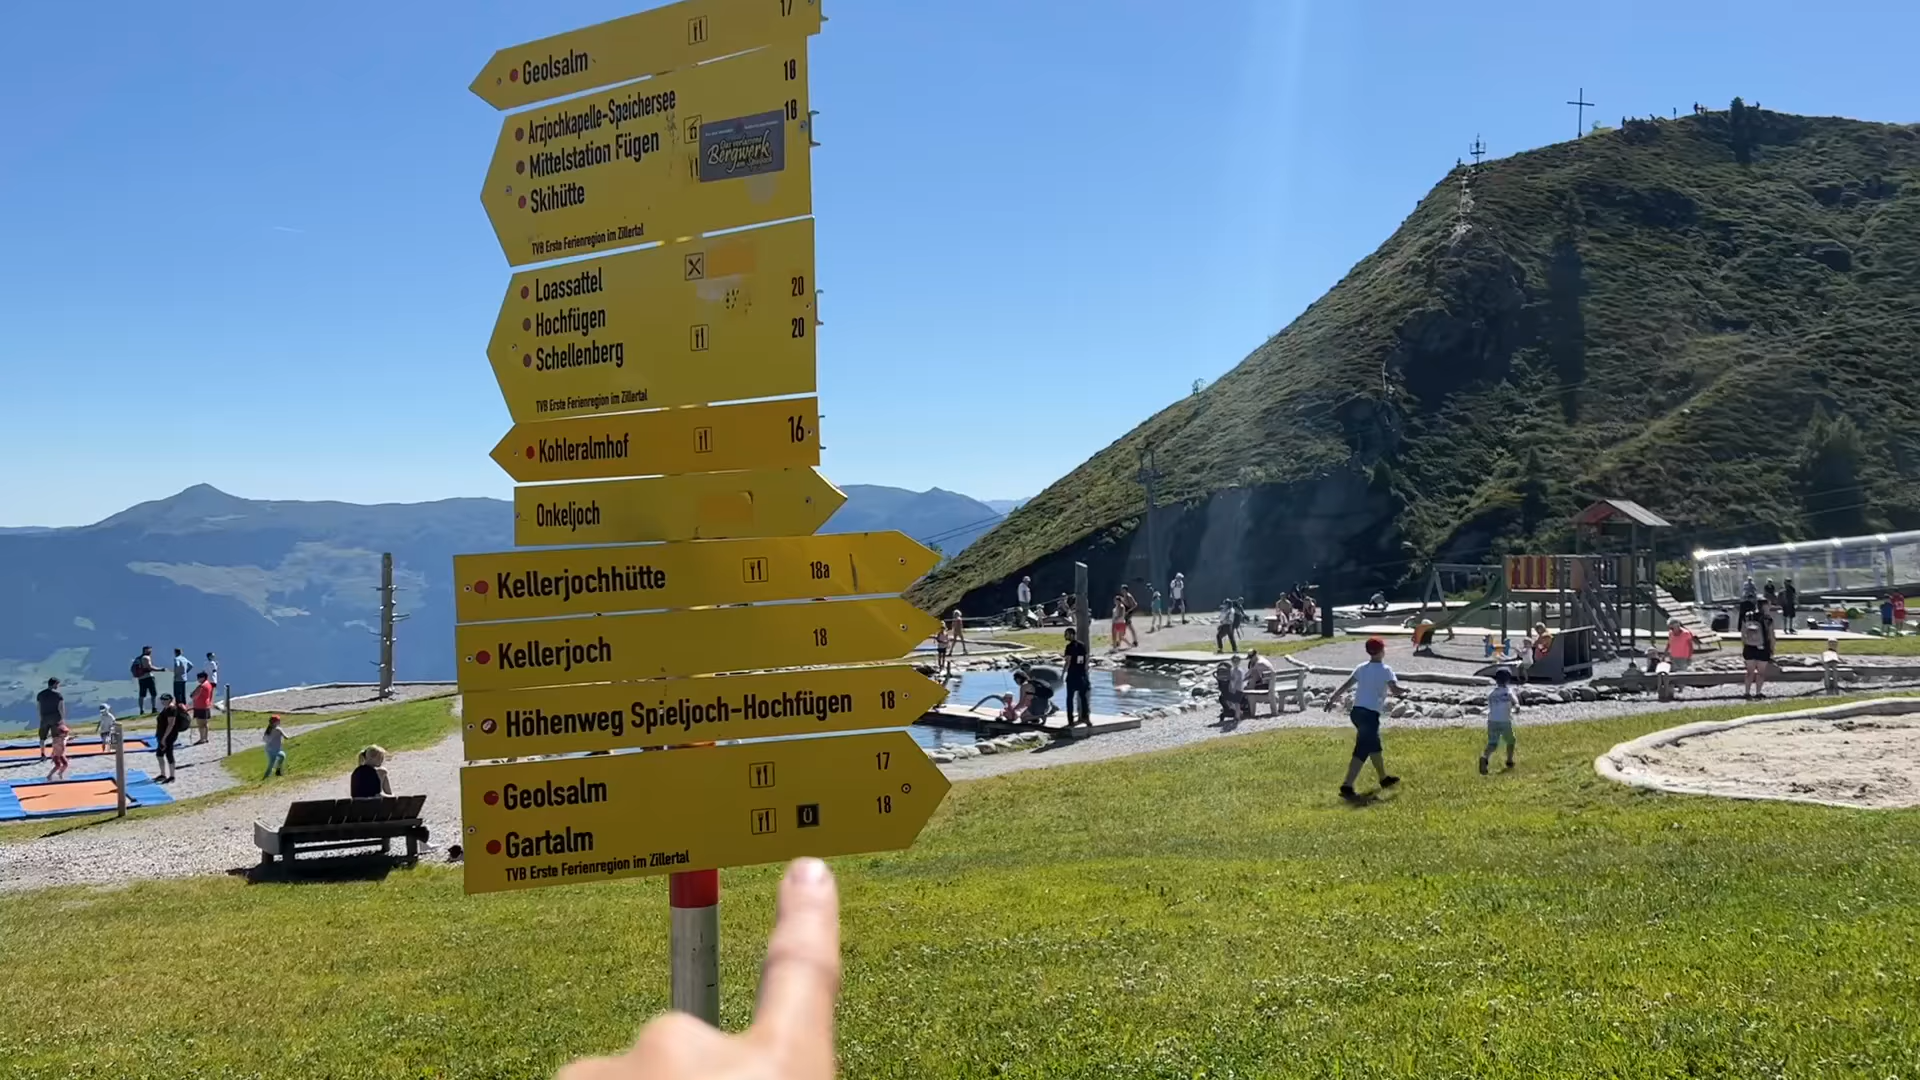 17
Geolsalm
18
Arzjochkapelle-Speichersee
18
Mittelstation Fügen
Bergwerk
Skihütte
TVB Erste Ferienregion im Zillertal
Loassattel 20
Hochfügen
Schellenberg 20
TVB Erste Ferienregion im Zillertal
Kohleralmhof 16
Onkeljoch
Kellerjochhütte 18a
Kellerjoch 18
Höhenweg Spieljoch-Hochfügen 18
Geolsalm 17
Gartalm Ü 18
TVB Erste Ferienregion im Zillertal